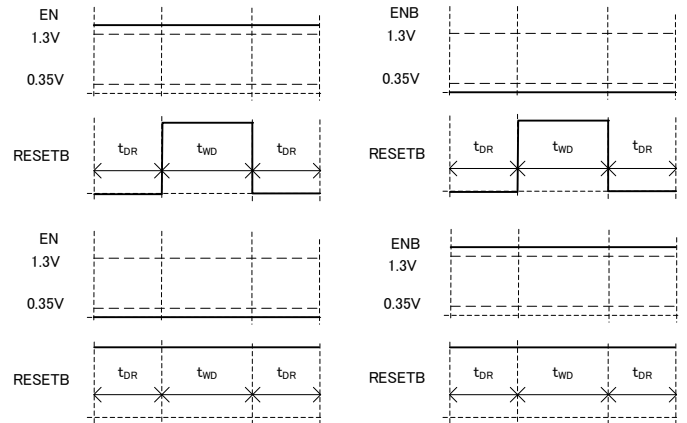 EN
1.3V
0.35V
RESETB
tDR
tWD
tDR
ENB
1.3V
0.35V
RESETB
tDR
tWD
tDR
EN
1.3V
0.35V
RESETB
tDR
tWD
tDR
ENB
1.3V
0.35V
RESETB
tDR
tWD
tDR